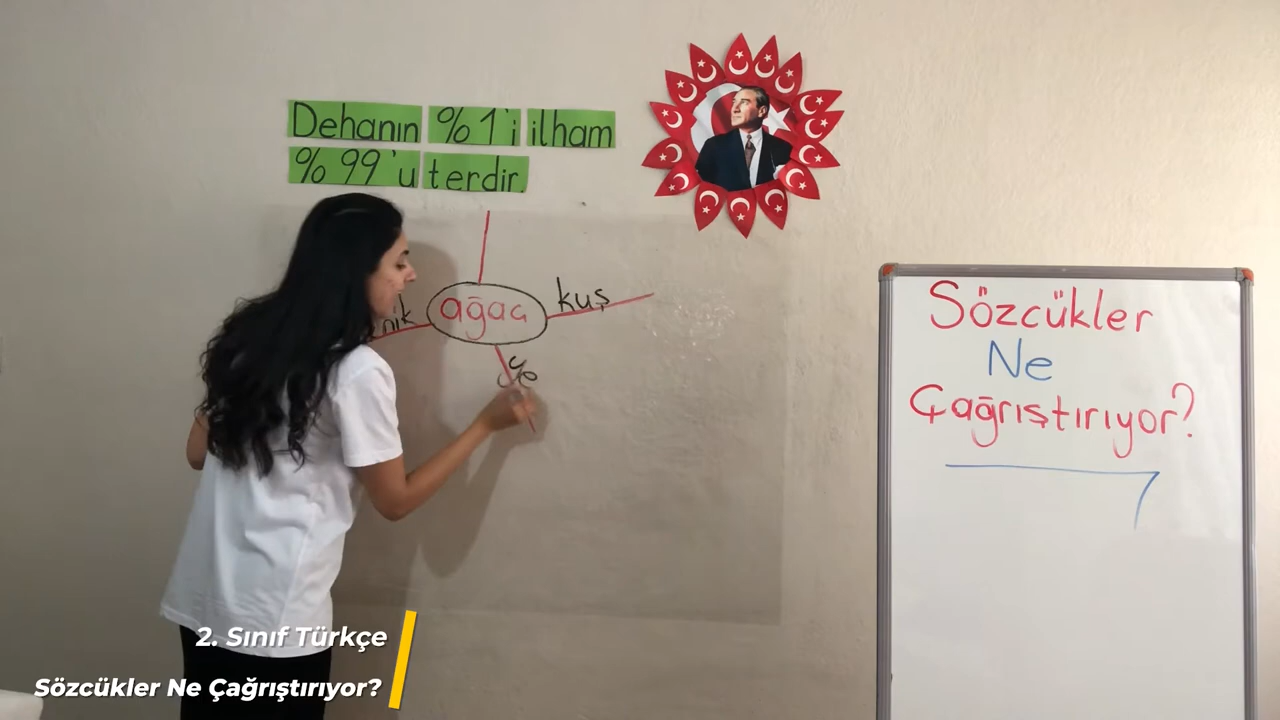 Dehanın %1'i ilham
%99'u terdir.
ağaç
kuş
Sözcükler
Ne
Çağrıştırıyor?
2. Sınıf Türkçe
Sözcükler Ne Çağrıştırıyor?